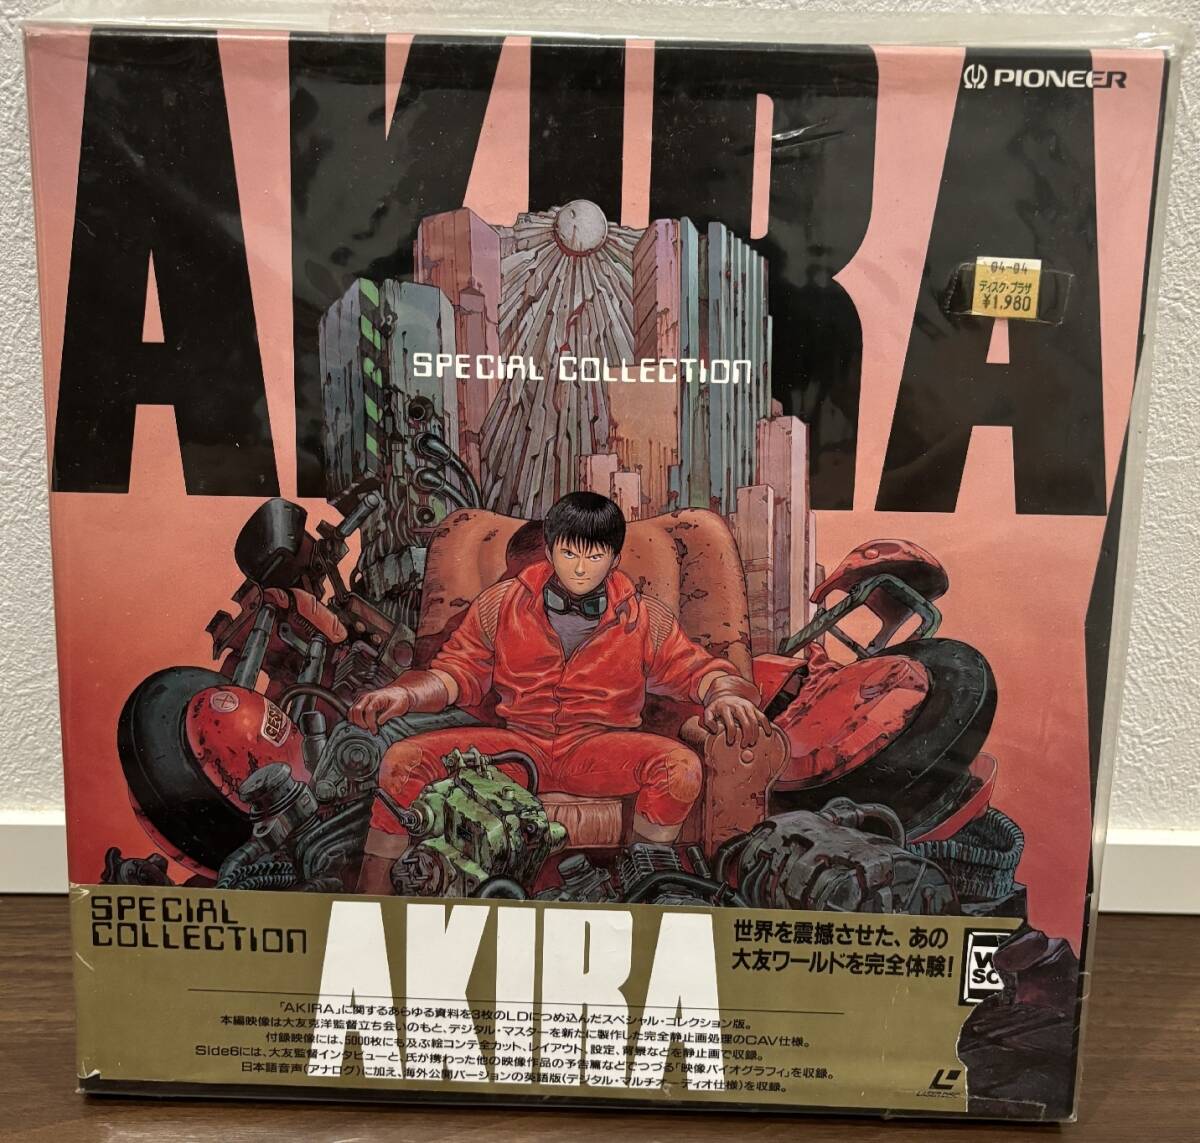 AKIRA
PIONEER
04-04
ディスク・プラザ
¥1,980
SPECIAL COLLECTION
SPECIAL
COLLECTION
AKIRA
世界を震撼させた、あの
大友ワールドを完全体験!
W
SC
「AKIRA」に関するあらゆる資料を3枚のLDにつめ込んだスペシャル・コレクション版。
本編映像は大友克洋監督立ち会いのもと、デジタル・マスターを新たに製作した完全静止画処理のCAV仕様。
付録映像には、5000枚にも及ぶ絵コンテ全カット、レイアウト、設定、背景などを静止画で収録。
Side6には、大友監督インタビューと、氏が携わった他の映像作品の予告篇などでつづる「映像バイオグラフィ」を収録。
日本語音声(アナログ)に加え、海外公開バージョンの英語版(デジタル・マルチオーディオ仕様)を収録。